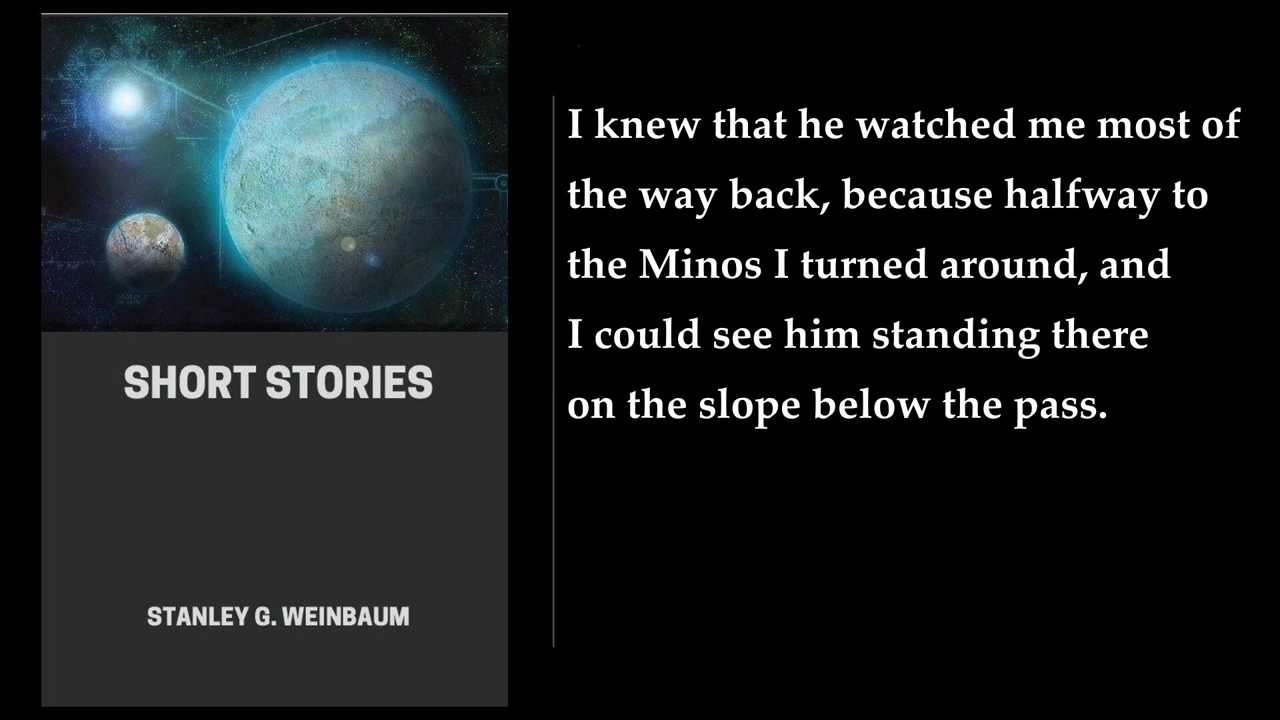 SHORT STORIES
STANLEY G. WEINBAUM
I knew that he watched me most of
the way back, because halfway to
the Minos I turned around, and
I could see him standing there
on the slope below the pass.